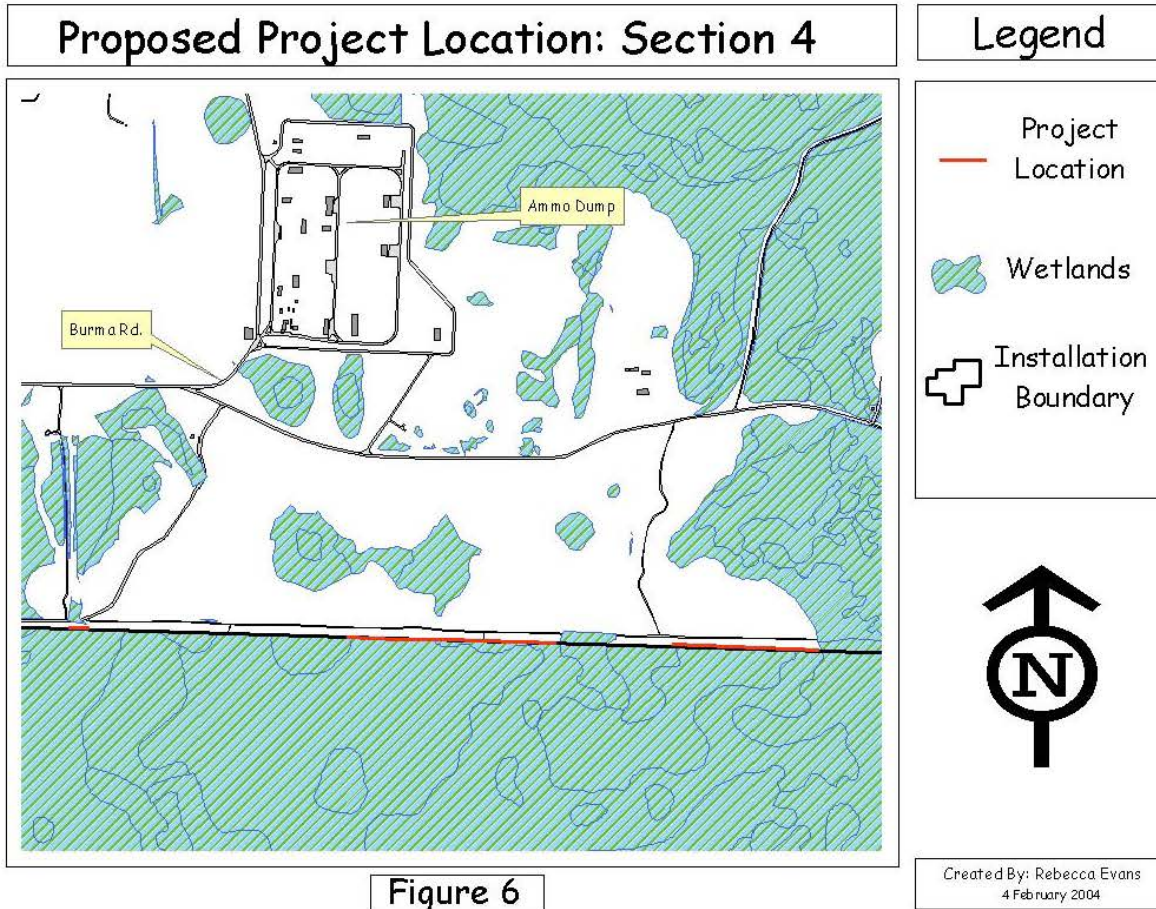 Proposed Project Location: Section 4
Legend
Project
Location
Wetlands
Installation
Boundary
Ammo Dump
Burma Rd.
N
Created By: Rebecca Evans
4 February 2004
Figure 6